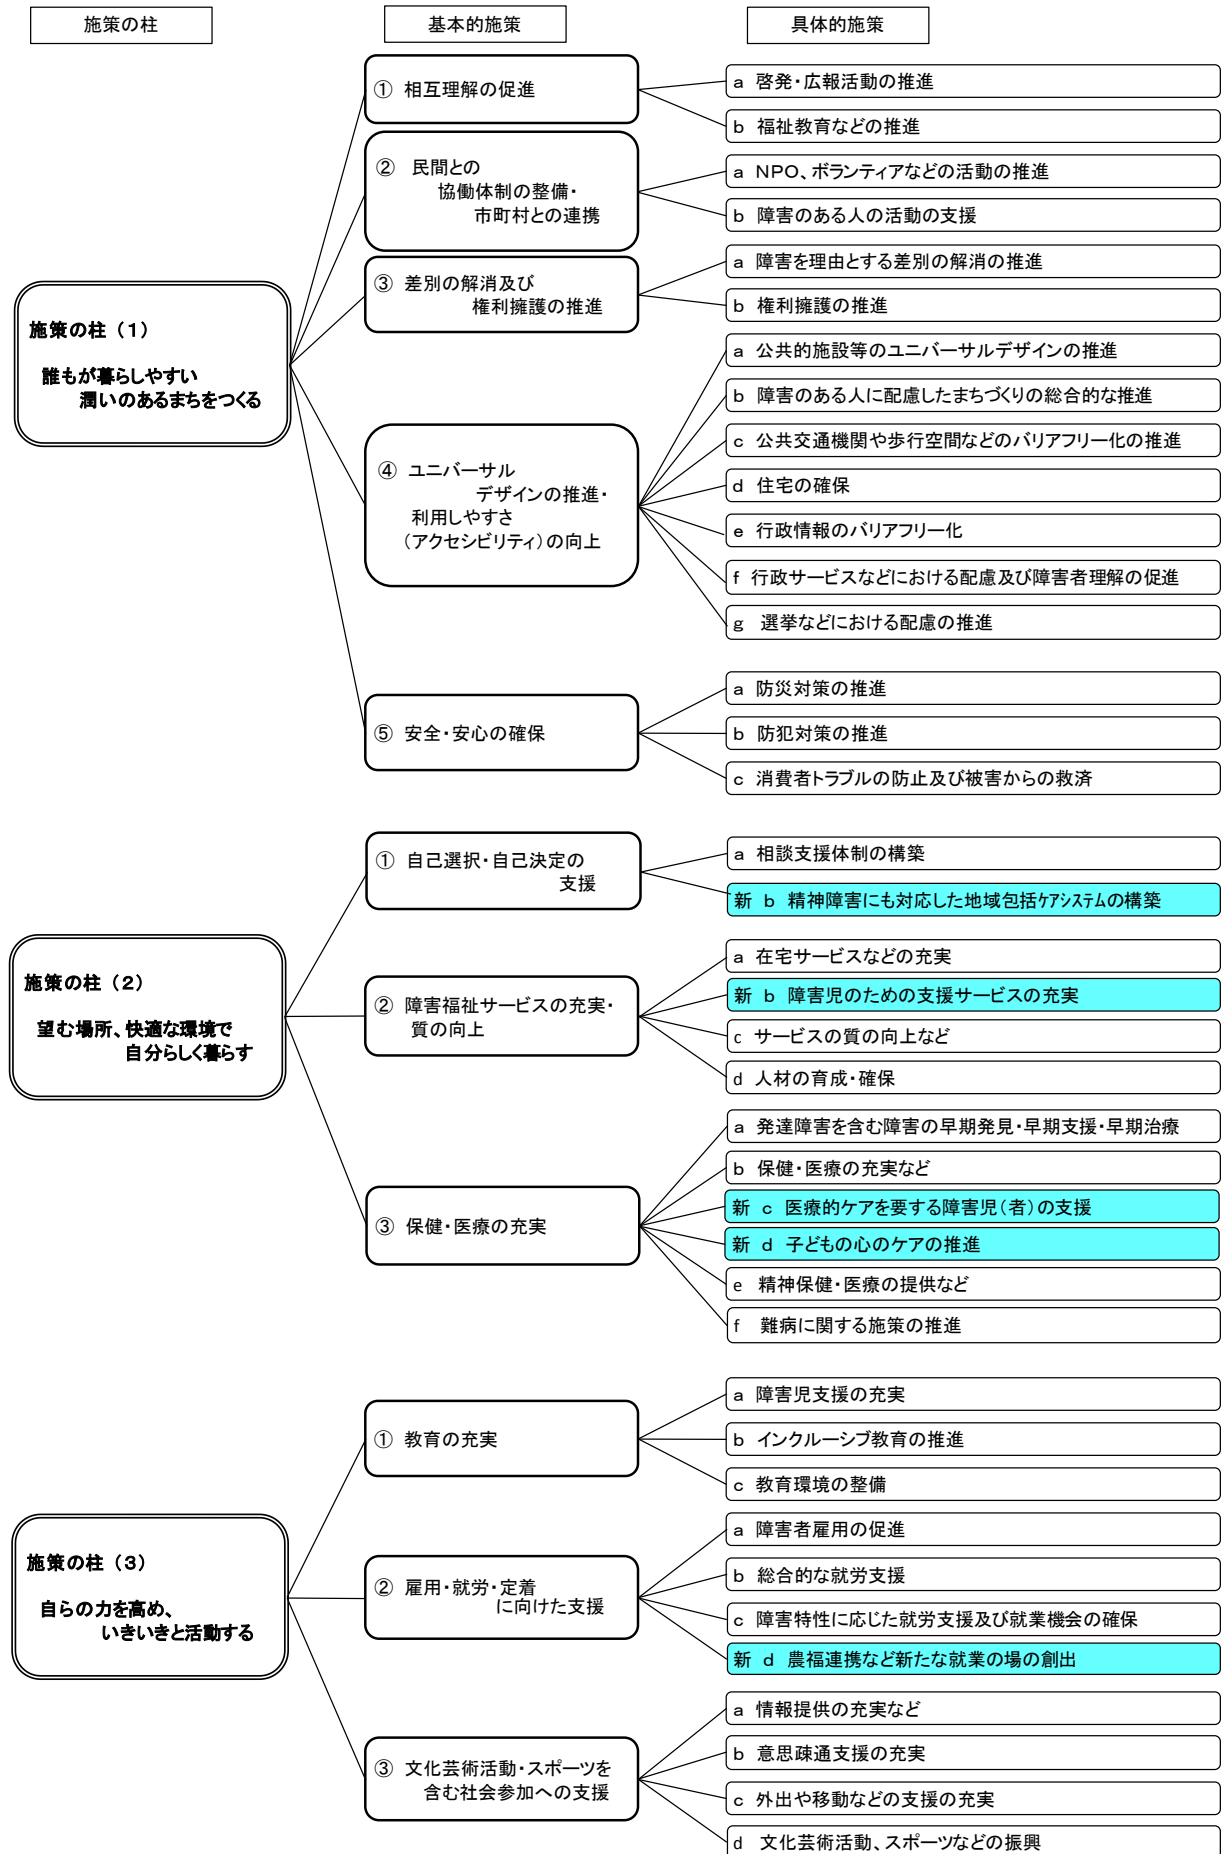 施策の柱
基本的施策
具体的施策
施策の柱（１）
誰もが暮らしやすい
潤いのあるまちをつくる
① 相互理解の促進
a 啓発・広報活動の推進
b 福祉教育などの推進
② 民間との
協働体制の整備・
市町村との連携
a NPO、ボランティアなどの活動の推進
b 障害のある人の活動の支援
③ 差別の解消及び
権利擁護の推進
a 障害を理由とする差別の解消の推進
b 権利擁護の推進
④ ユニバーサル
デザインの推進・
利用しやすさ
（アクセシビリティ）の向上
a 公共的施設等のユニバーサルデザインの推進
b 障害のある人に配慮したまちづくりの総合的な推進
c 公共交通機関や歩行空間などのバリアフリー化の推進
d 住宅の確保
e 行政情報のバリアフリー化
f 行政サービスなどにおける配慮及び障害者理解の促進
g 選挙などにおける配慮の推進
⑤ 安全・安心の確保
a 防災対策の推進
b 防犯対策の推進
c 消費者トラブルの防止及び被害からの救済
施策の柱（２）
望む場所、快適な環境で
自分らしく暮らす
① 自己選択・自己決定の
支援
a 相談支援体制の構築
新 b 精神障害にも対応した地域包括ケアシステムの構築
② 障害福祉サービスの充実・
質の向上
a 在宅サービスなどの充実
新 b 障害児のための支援サービスの充実
c サービスの質の向上など
d 人材の育成・確保
③ 保健・医療の充実
a 発達障害を含む障害の早期発見・早期支援・早期治療
b 保健・医療の充実など
新 c 医療的ケアを要する障害児（者）の支援
新 d 子どもの心のケアの推進
e 精神保健・医療の提供など
f 難病に関する施策の推進
施策の柱（３）
自らの力を高め、
いきいきと活動する
① 教育の充実
a 障害児支援の充実
b インクルーシブ教育の推進
c 教育環境の整備
② 雇用・就労・定着
に向けた支援
a 障害者雇用の促進
b 総合的な就労支援
c 障害特性に応じた就労支援及び就業機会の確保
新 d 農福連携など新たな就業の場の創出
③ 文化芸術活動・スポーツを
含む社会参加への支援
a 情報提供の充実など
b 意思疎通支援の充実
c 外出や移動などの支援の充実
d 文化芸術活動、スポーツなどの振興